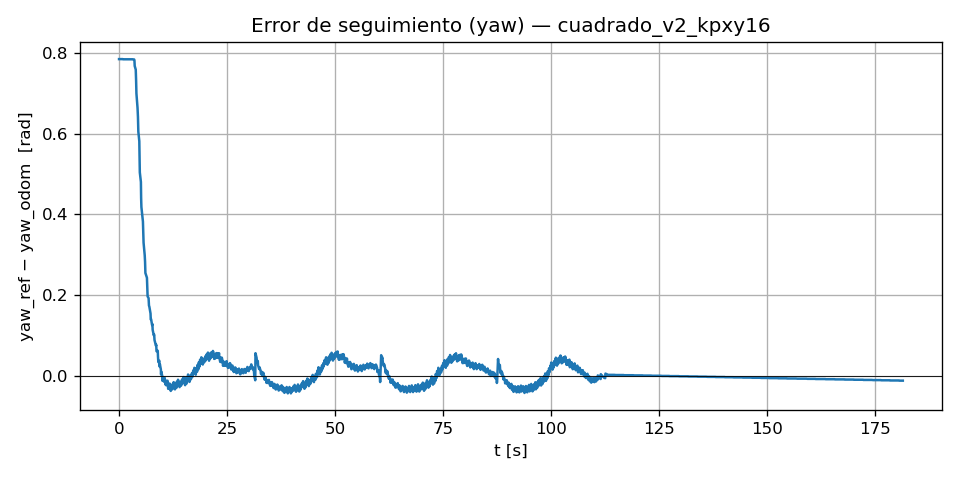 Error de seguimiento (yaw) — cuadrado_v2_kpxy16
yaw_ref − yaw_odom [rad]
0.8
0.6
0.4
0.2
0.0
0 25 50 75 100 125 150 175
t [s]